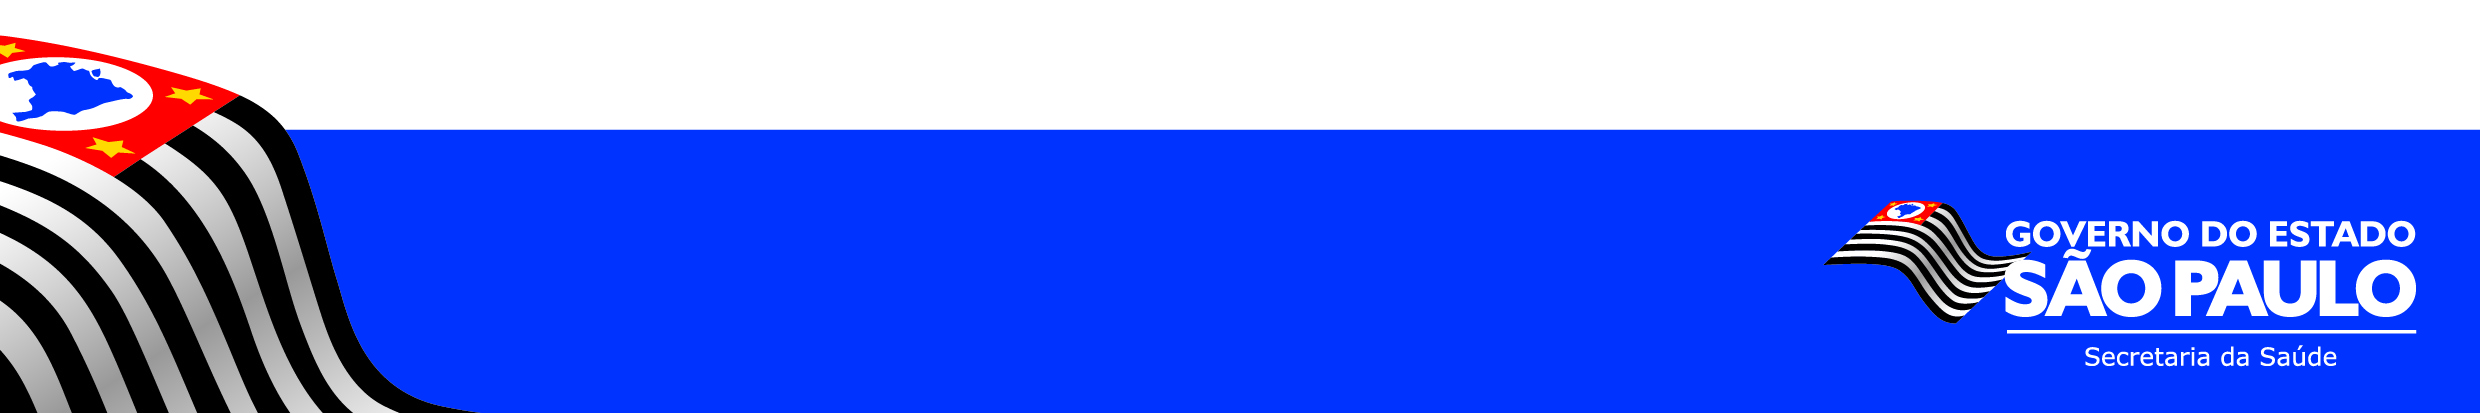 GOVERNO DO ESTADO
SÃO PAULO
Secretaria da Saúde